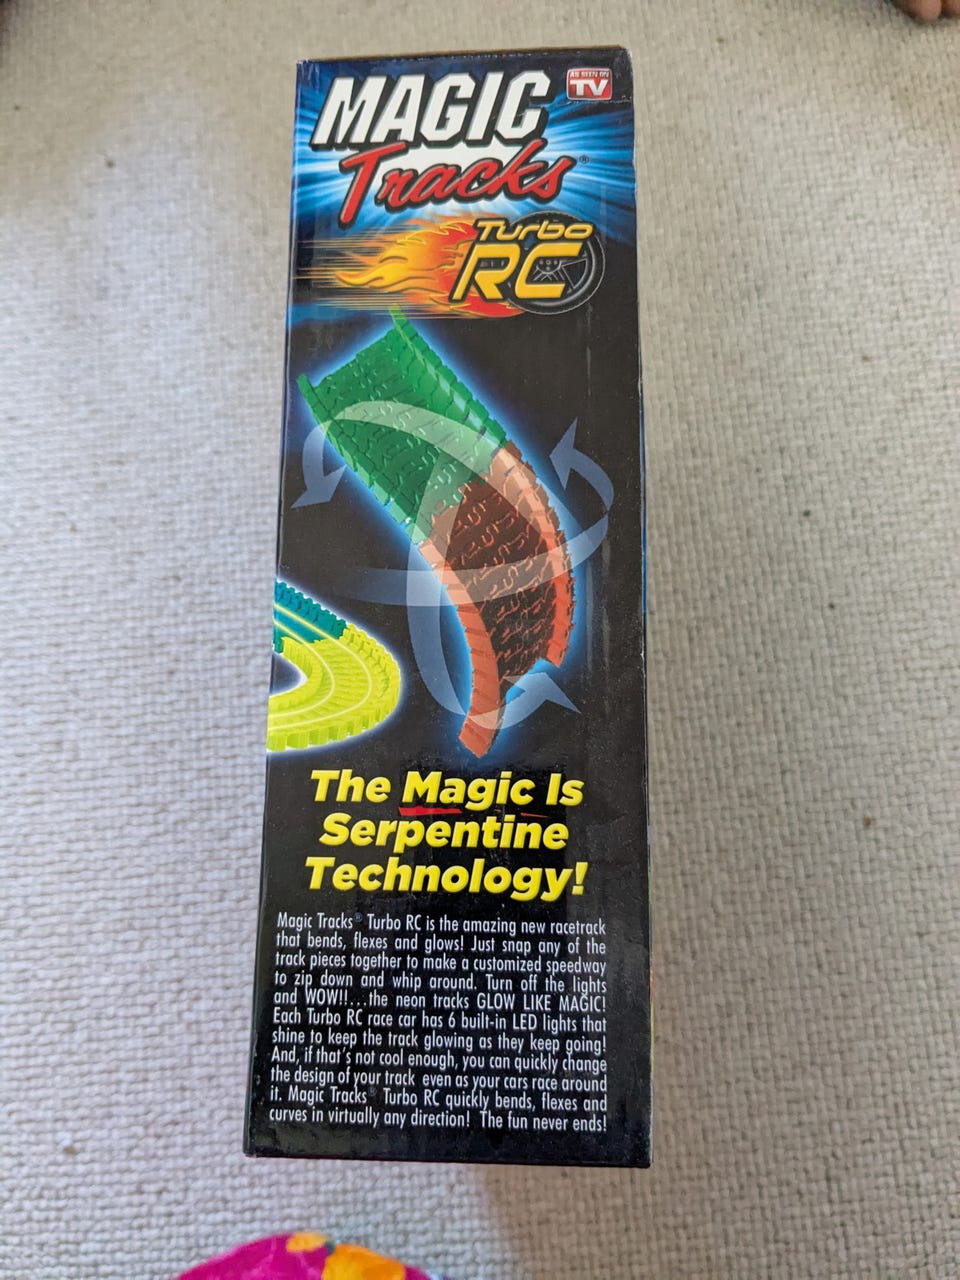 MAGIC
AS SEEN ON
TV
Tracks®
Turbo
RC
The Magic Is
Serpentine
Technology!
Magic Tracks® Turbo RC is the amazing new racetrack
that bends, flexes and glows! Just snap any of the
track pieces together to make a customized speedway
to zip down and whip around. Turn off the lights
and WOW!!...the neon tracks GLOW LIKE MAGIC!
Each Turbo RC race car has 6 built-in LED lights that
shine to keep the track glowing as they keep going!
And, if that's not cool enough, you can quickly change
the design of your track even as your cars race around
it. Magic Tracks® Turbo RC quickly bends, flexes and
curves in virtually any direction! The fun never ends!